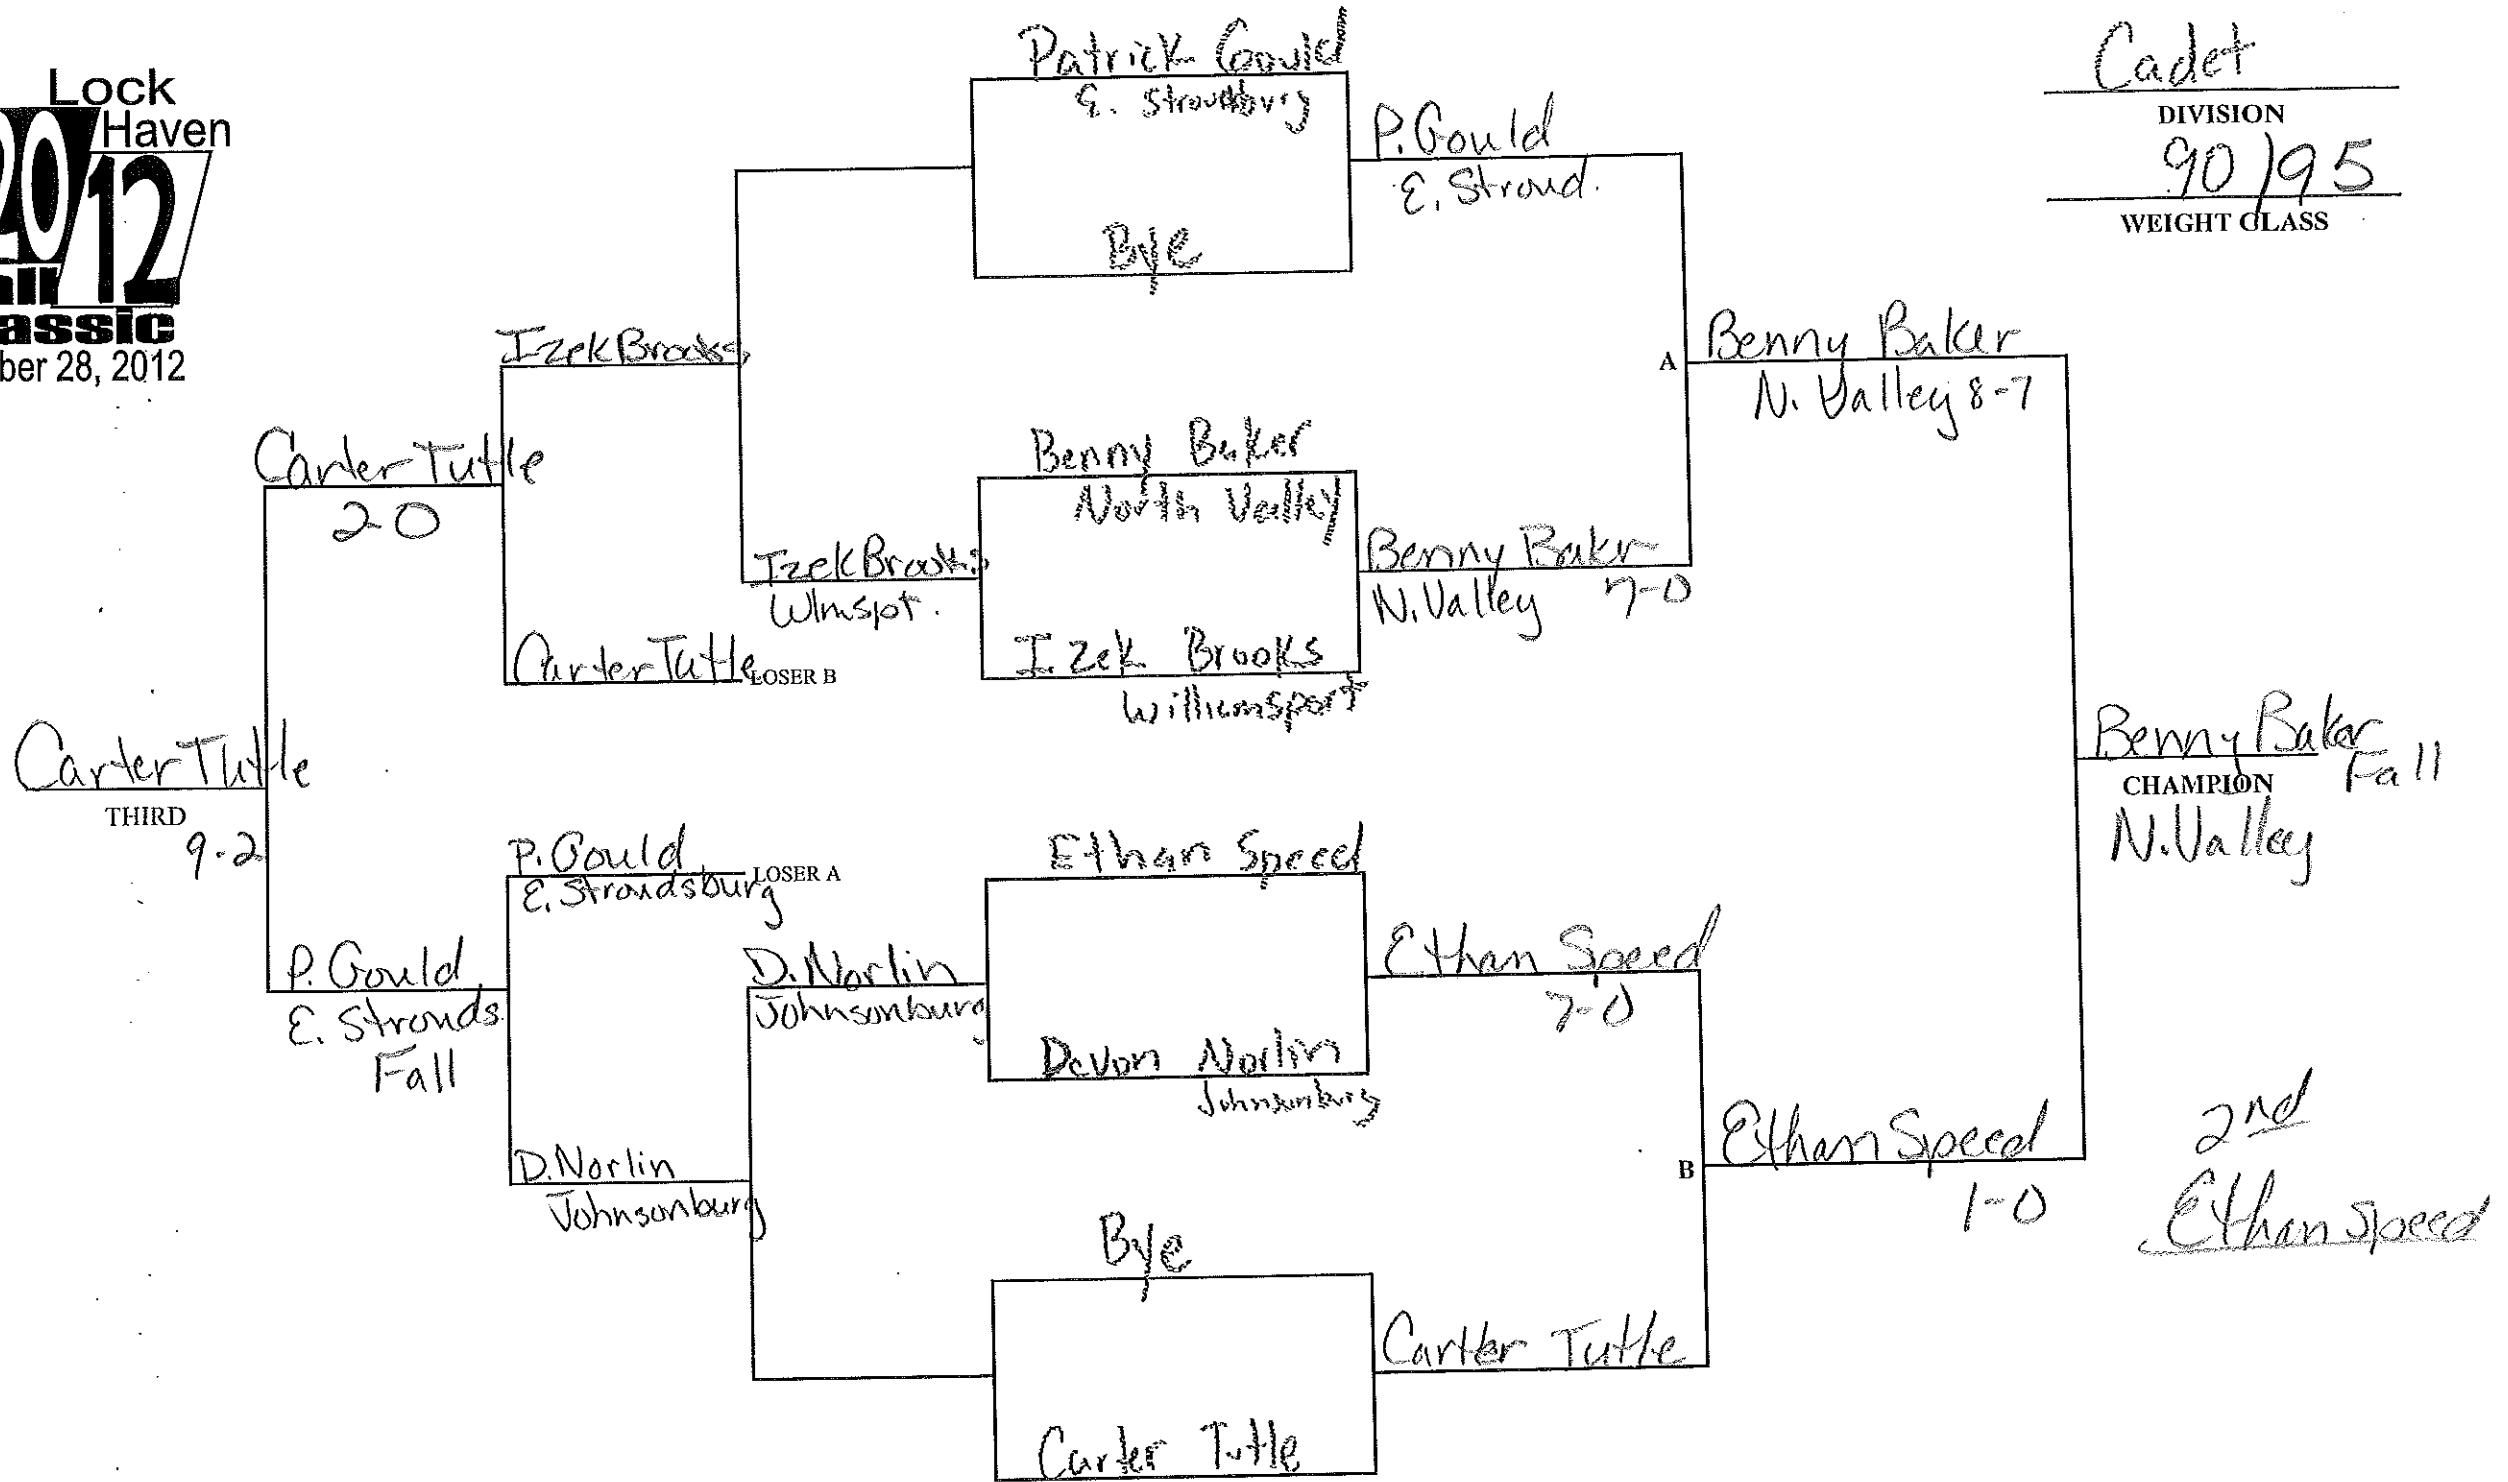 Lock
Haven
2012
all
assic
ber 28, 2012
Cadet
DIVISION
90/95
WEIGHT CLASS
Patrick Gould
E. Stroudsburg
Bye
P. Gould
E. Stroud.
Benny Baker
North Valley
Izek Brooks
Williamsport
Benny Baker
N. Valley 7-0
A
Benny Baker
N. Valley 8-7
Izek Brooks
Izek Brooks
Wlmspt.
Carter Tuttle
2-0
Carter Tuttle
LOSER B
Carter Tuttle
THIRD
9-2
P. Gould
LOSER A
E. Stroudsburg
P. Gould
E. Strouds.
Fall
D. Norlin
Johnsonburg
D. Norlin
Johnsonburg
Ethan Speed
Devon Norlin
Johnsonburg
Ethan Speed
7-0
Bye
Carter Tuttle
Carter Tuttle
B
Ethan Speed
1-0
Benny Baker
Fall
CHAMPION
N. Valley
2nd
Ethan Speed